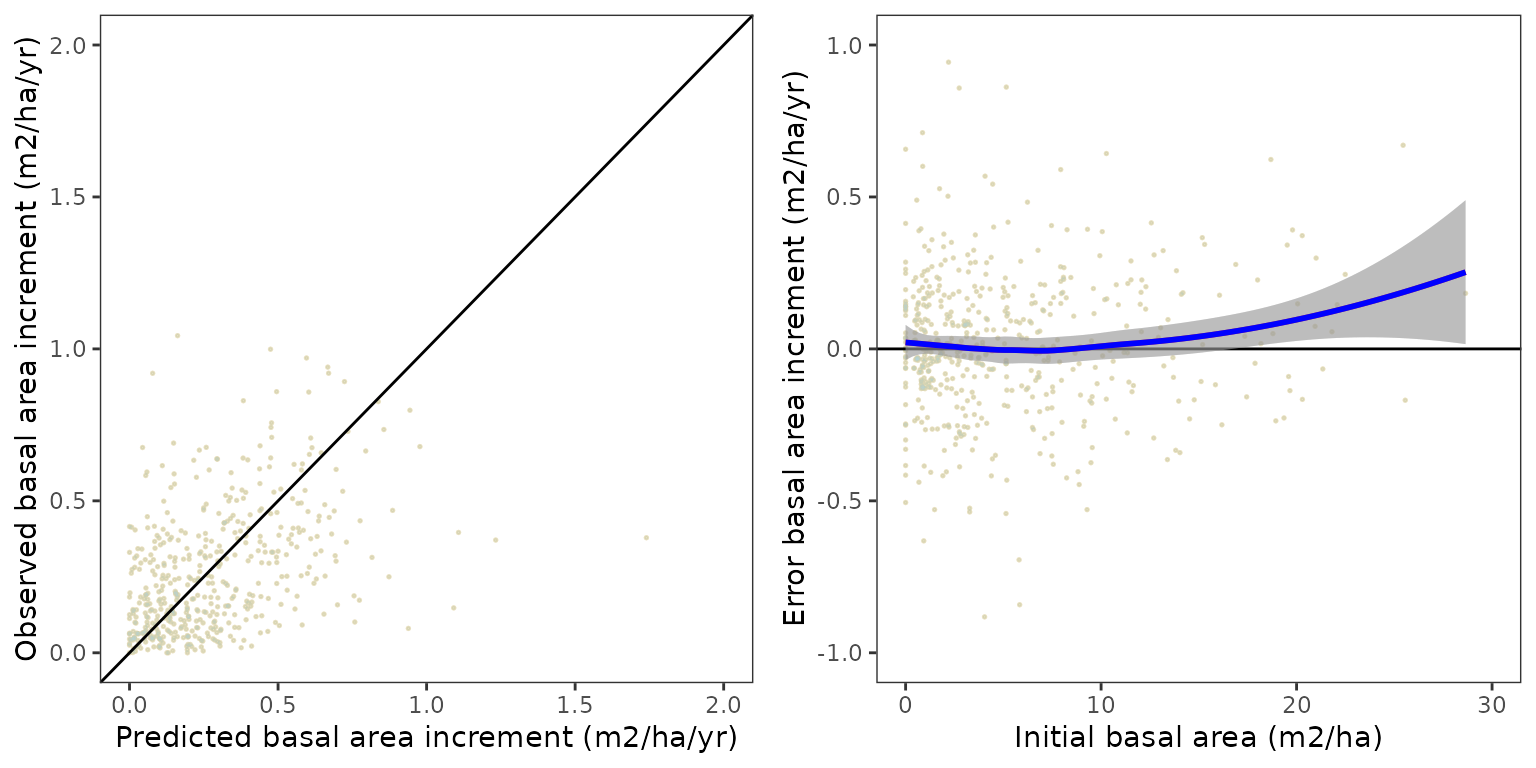 Observed basal area increment (m2/ha/yr)
2.0
1.5
1.0
0.5
0.0
0.0 0.5 1.0 1.5 2.0
Predicted basal area increment (m2/ha/yr)
Error basal area increment (m2/ha/yr)
1.0
0.5
0.0
-0.5
-1.0
0 10 20 30
Initial basal area (m2/ha)